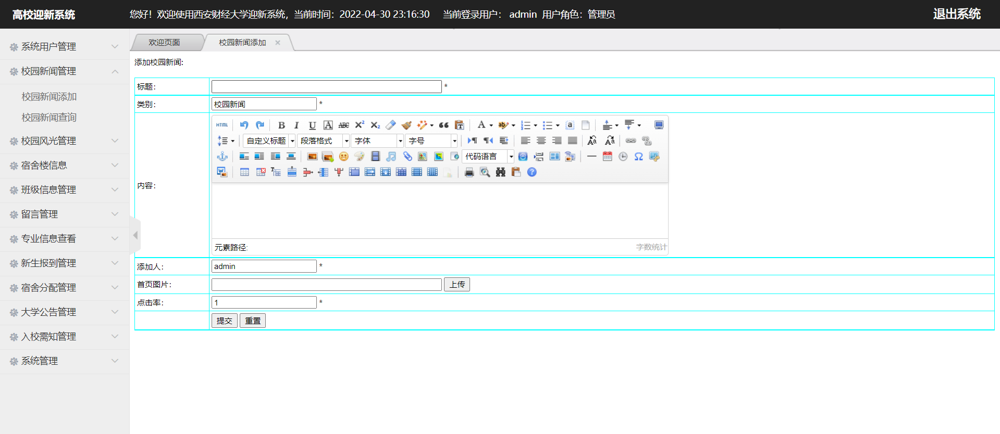 高校迎新系统
您好！欢迎使用西安财经大学迎新系统，当前时间：2022-04-30 23:16:30 当前登录用户： admin 用户角色：管理员
退出系统
系统用户管理
校园新闻管理
校园新闻添加
校园新闻查询
校园风光管理
宿舍楼信息
班级信息管理
留言管理
专业信息查看
新生报到管理
宿舍分配管理
大学公告管理
入校需知管理
系统管理
欢迎页面
校园新闻添加
添加校园新闻:
标题： *
类别： 校园新闻 *
内容：
HTML B I U A ABC X² X₂ A ab a
自定义标题 段落格式 字体 字号
代码语言
元素路径: 字数统计
添加人： admin *
首页图片： 上传
点击率： 1 *
提交 重置